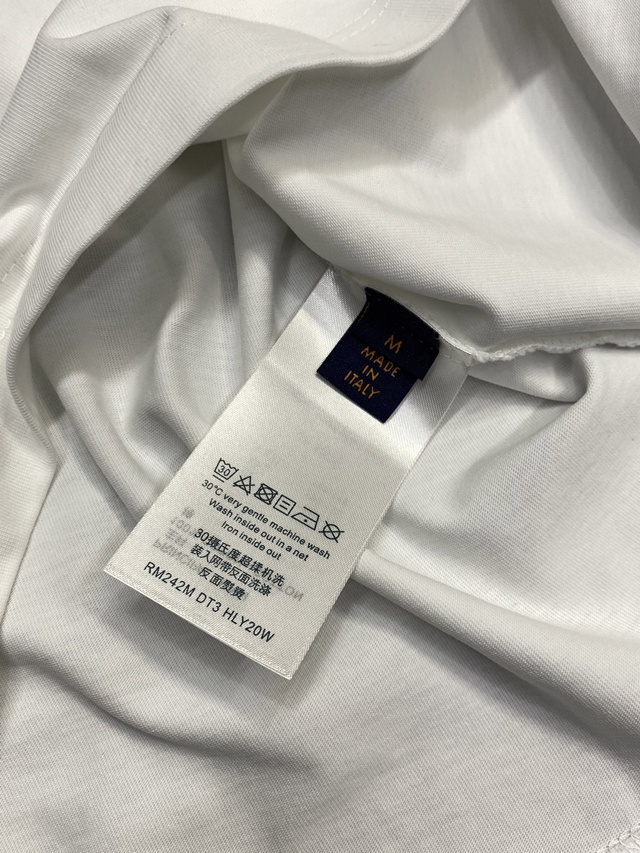 M
MADE
IN
ITALY
30
30°C very gentle machine wash
Wash inside out in a net
Iron inside out
30摄氏度超揉机洗
装入网带反面洗涤
反面熨烫
RM242M DT3 HLY20W